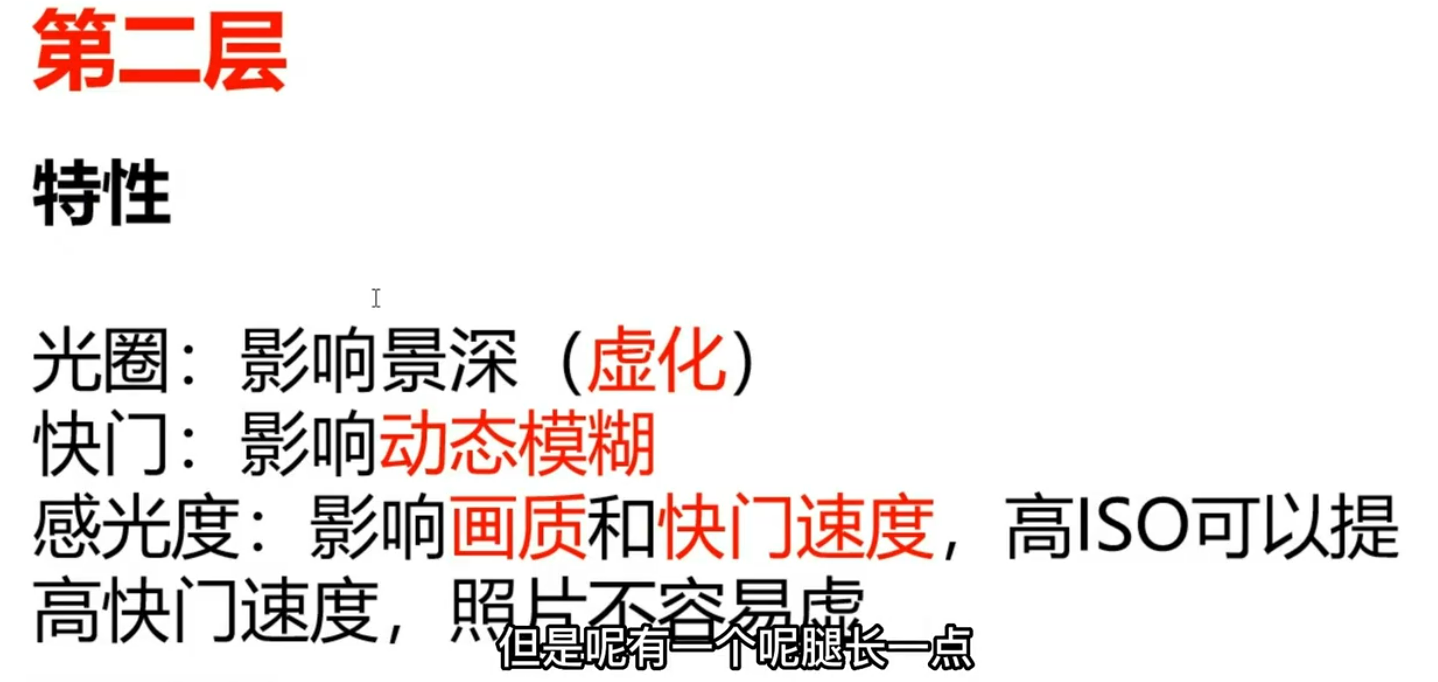 第二层
特性
光圈：影响景深（虚化）
快门：影响动态模糊
感光度：影响画质和快门速度，高ISO可以提
高快门速度，照片不容易虚
但是呢有一个呢腿长一点